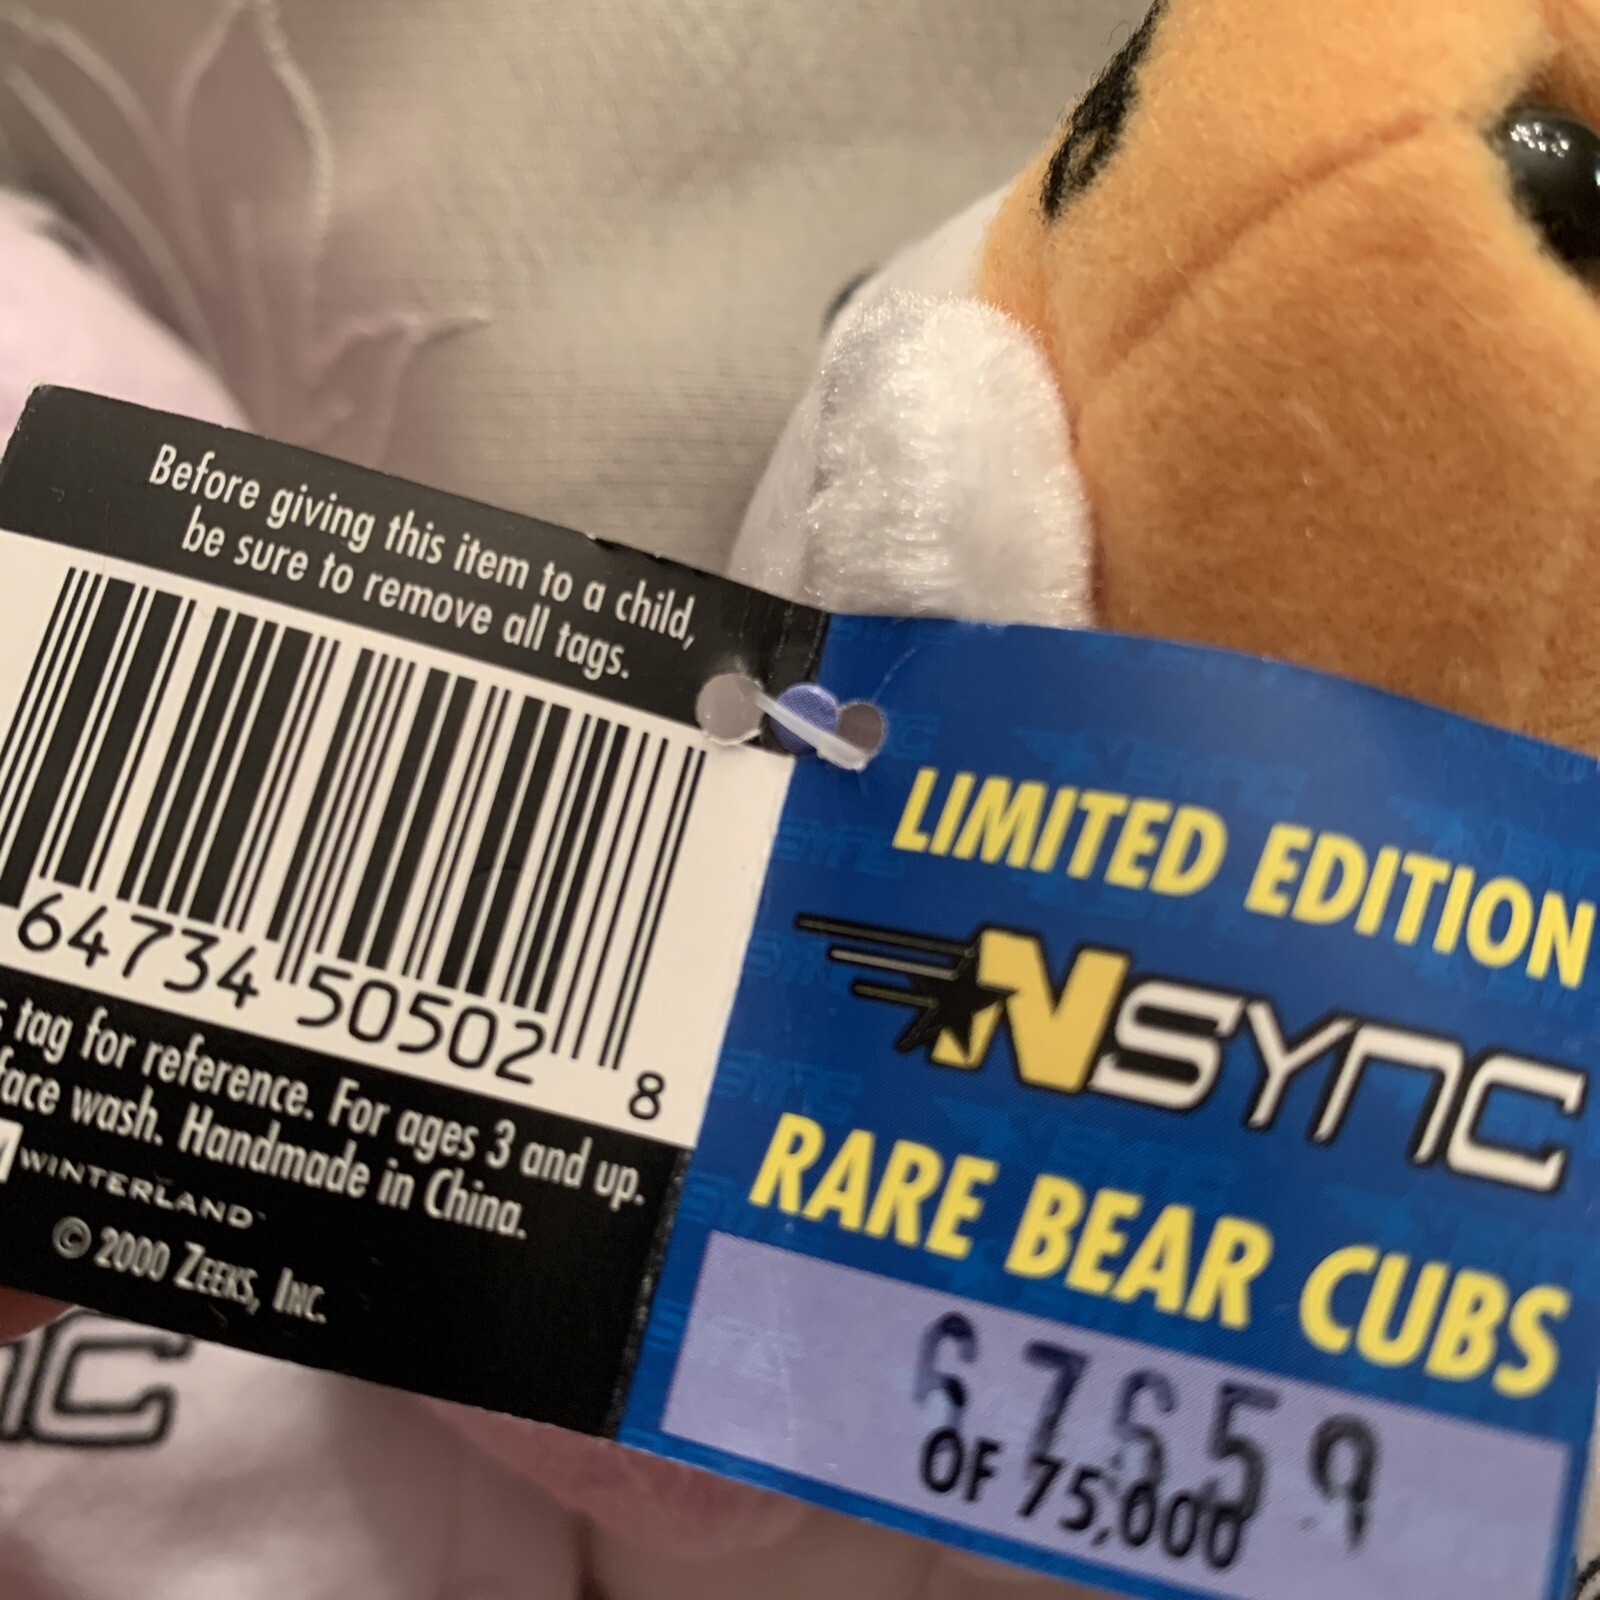 Before giving this item to a child,
be sure to remove all tags.
64734 50502 8
tag for reference. For ages 3 and up.
wash. Handmade in China.
WINTERLAND
© 2000 ZEEKS, INC.
LIMITED EDITION
NSYNC
RARE BEAR CUBS
OF 75,000